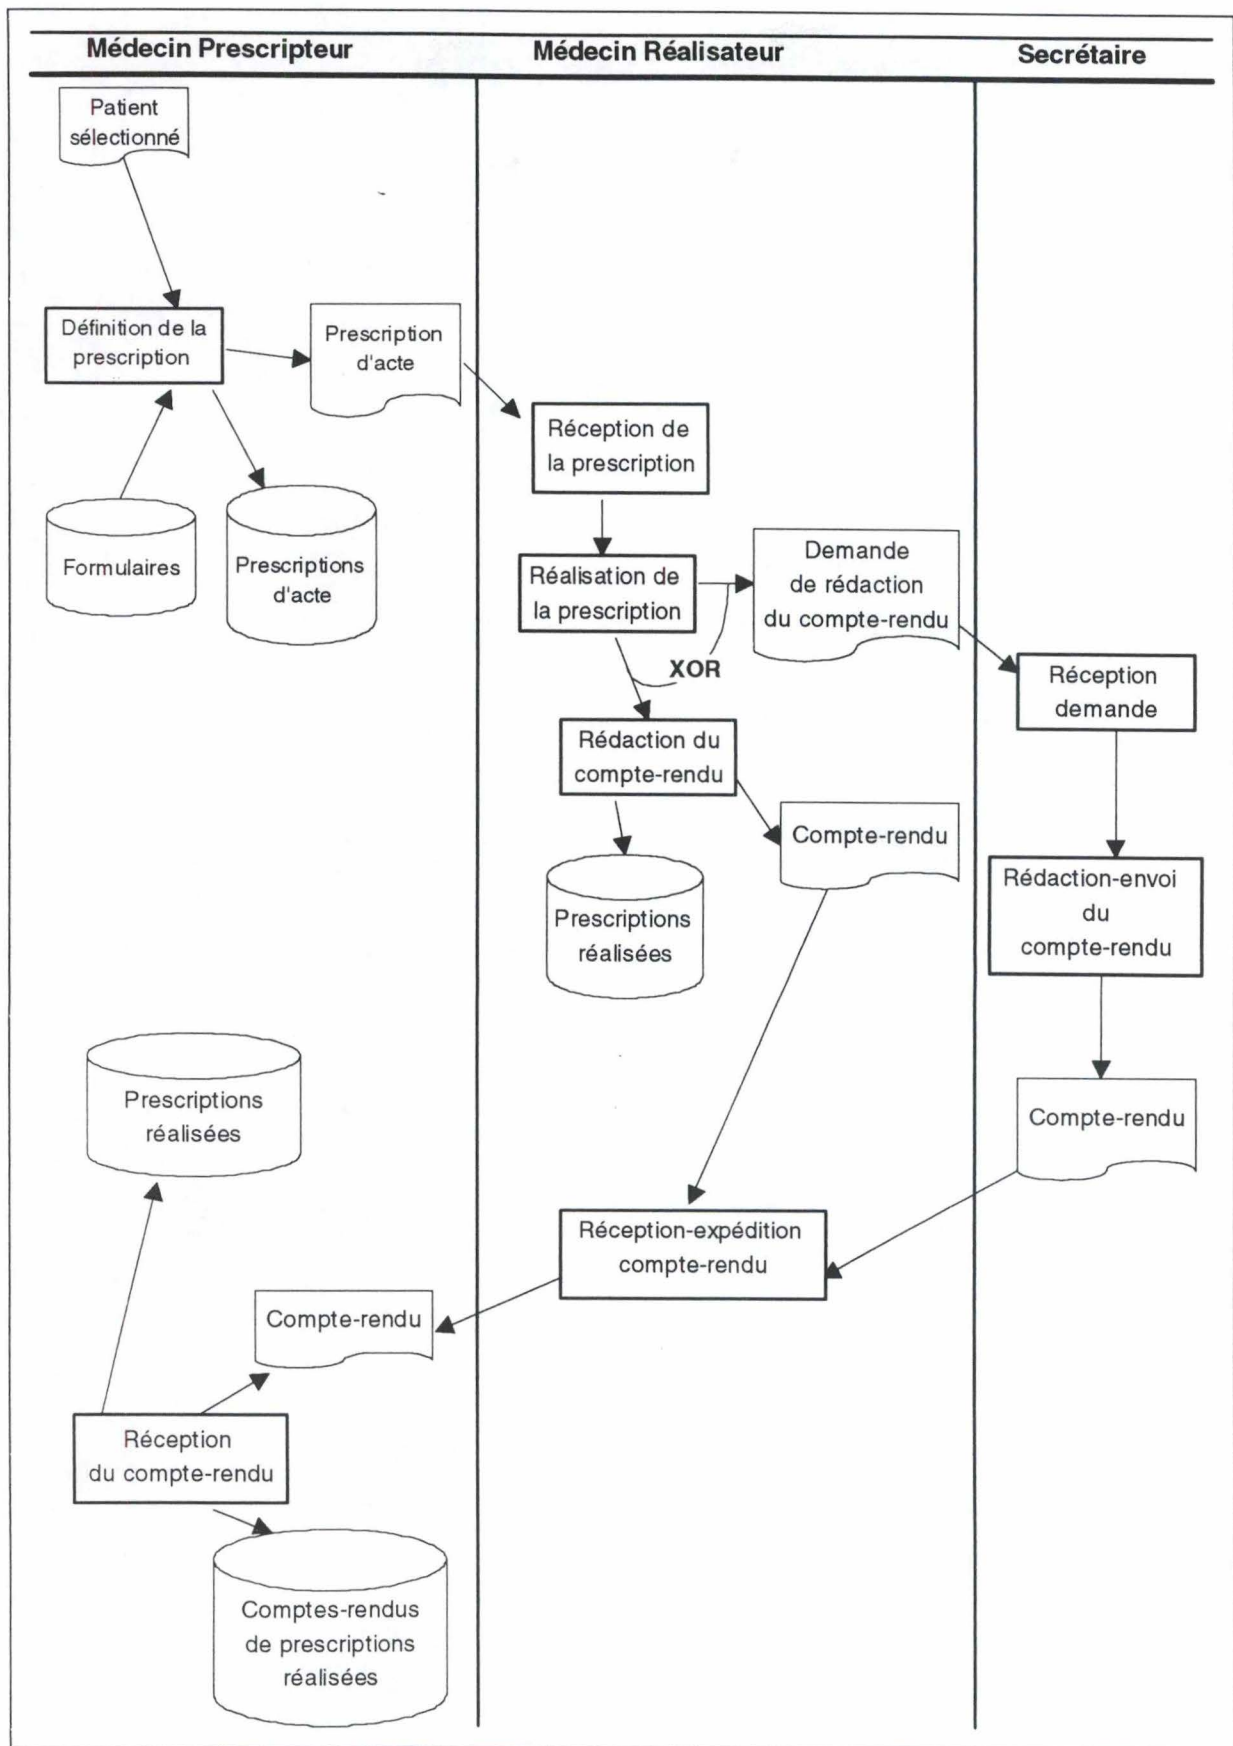 Médecin Prescripteur
Médecin Réalisateur
Secrétaire
Patient
sélectionné
Définition de la
prescription
Prescription
d'acte
Formulaires
Prescriptions
d'acte
Réception de
la prescription
Réalisation de
la prescription
Demande
de rédaction
du compte-rendu
XOR
Réception
demande
Rédaction du
compte-rendu
Compte-rendu
Prescriptions
réalisées
Rédaction-envoi
du
compte-rendu
Prescriptions
réalisées
Compte-rendu
Réception-expédition
compte-rendu
Compte-rendu
Réception
du compte-rendu
Comptes-rendus
de prescriptions
réalisées